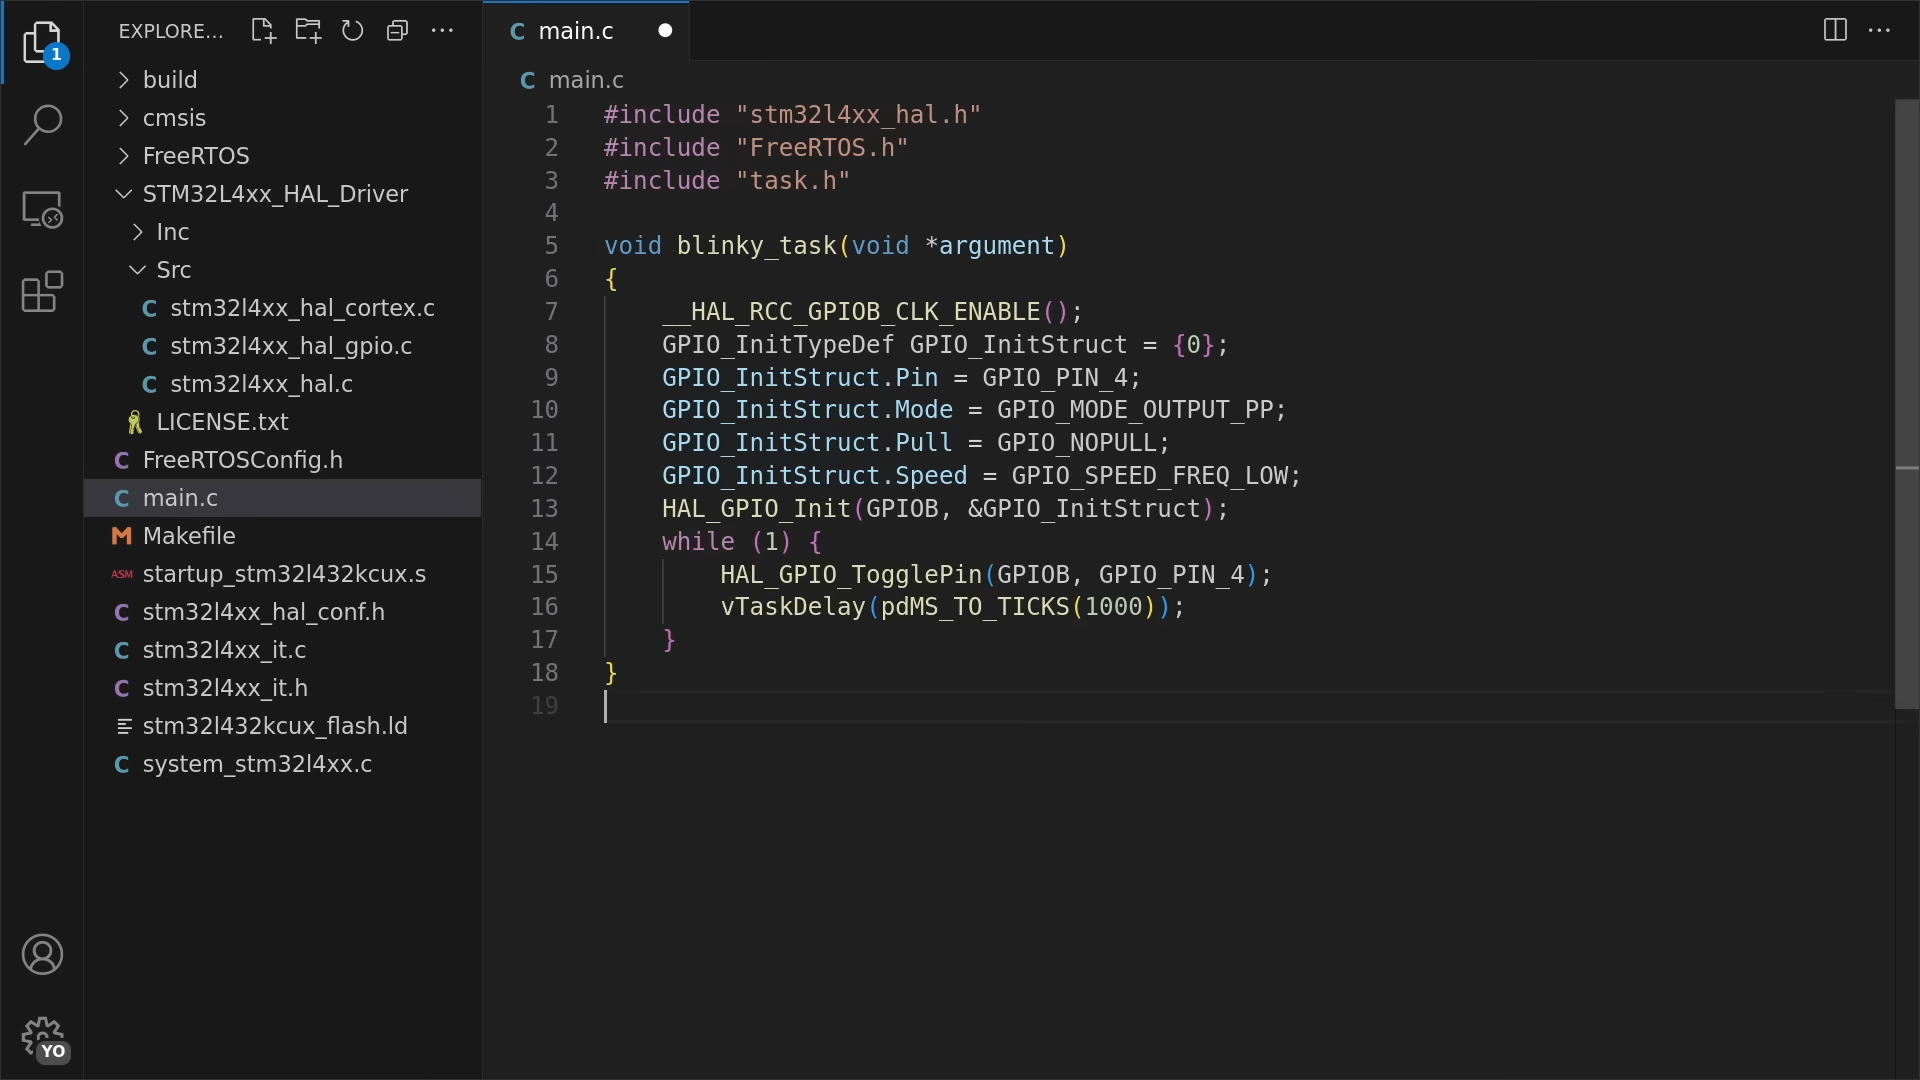 EXPLORE...
1
build
cmsis
FreeRTOS
STM32L4xx_HAL_Driver
Inc
Src
C stm32l4xx_hal_cortex.c
C stm32l4xx_hal_gpio.c
C stm32l4xx_hal.c
LICENSE.txt
C FreeRTOSConfig.h
C main.c
M Makefile
ASM startup_stm32l432kcux.s
C stm32l4xx_hal_conf.h
C stm32l4xx_it.c
C stm32l4xx_it.h
stm32l432kcux_flash.ld
C system_stm32l4xx.c
YO
C main.c
C main.c
1 #include "stm32l4xx_hal.h"
2 #include "FreeRTOS.h"
3 #include "task.h"
4
5 void blinky_task(void *argument)
6 {
7     __HAL_RCC_GPIOB_CLK_ENABLE();
8     GPIO_InitTypeDef GPIO_InitStruct = {0};
9     GPIO_InitStruct.Pin = GPIO_PIN_4;
10     GPIO_InitStruct.Mode = GPIO_MODE_OUTPUT_PP;
11     GPIO_InitStruct.Pull = GPIO_NOPULL;
12     GPIO_InitStruct.Speed = GPIO_SPEED_FREQ_LOW;
13     HAL_GPIO_Init(GPIOB, &GPIO_InitStruct);
14     while (1) {
15         HAL_GPIO_TogglePin(GPIOB, GPIO_PIN_4);
16         vTaskDelay(pdMS_TO_TICKS(1000));
17     }
18 }
19